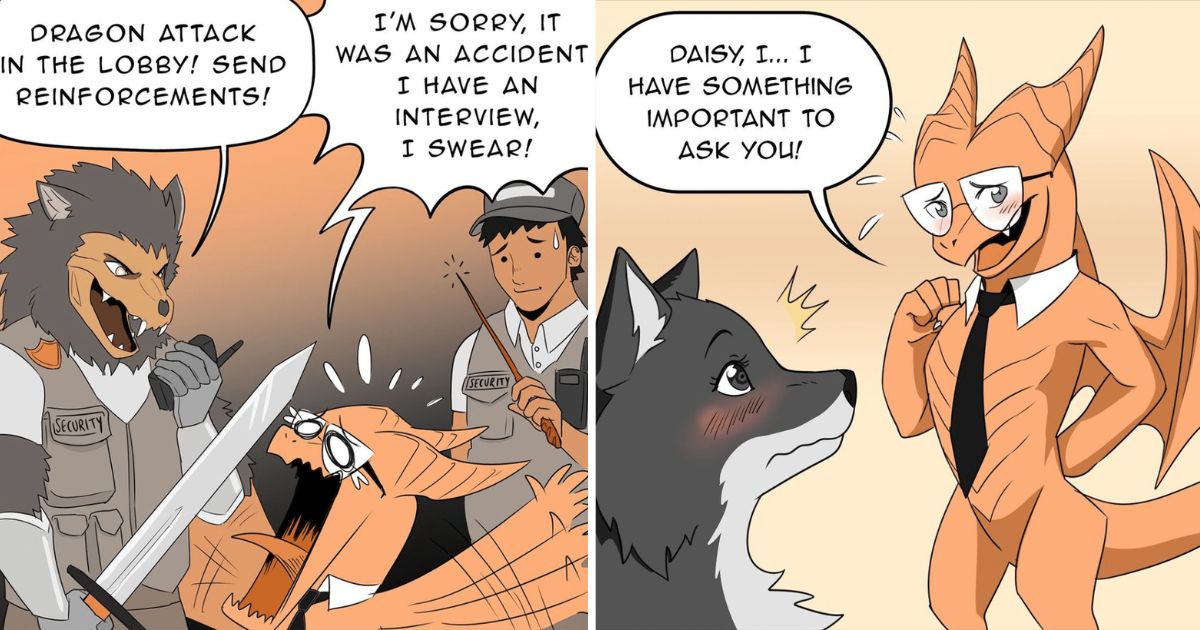 DRAGON ATTACK
IN THE LOBBY! SEND
REINFORCEMENTS!
I'M SORRY, IT
WAS AN ACCIDENT
I HAVE AN
INTERVIEW,
I SWEAR!
SECURITY
SECURITY
DAISY, I... I
HAVE SOMETHING
IMPORTANT TO
ASK YOU!